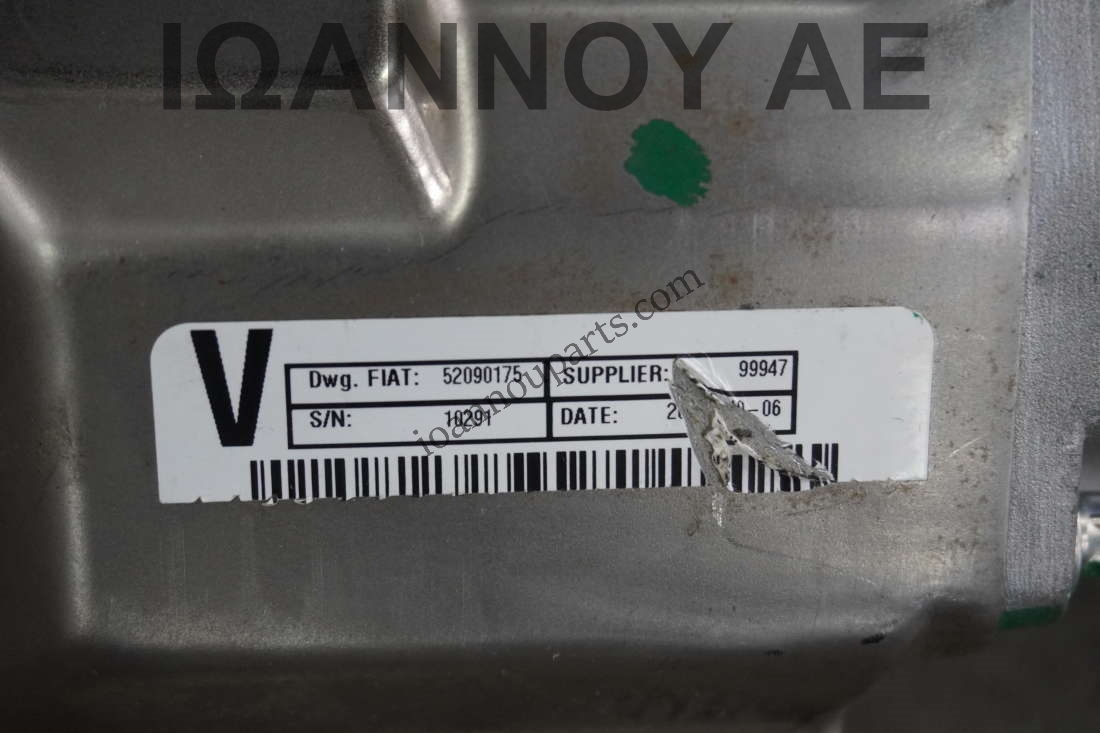 ΙΩΑΝΝΟΥ ΑΕ
ioannouparts.com
V
Dwg. FIAT: 52090175 SUPPLIER: 99947
S/N: 10291 DATE: